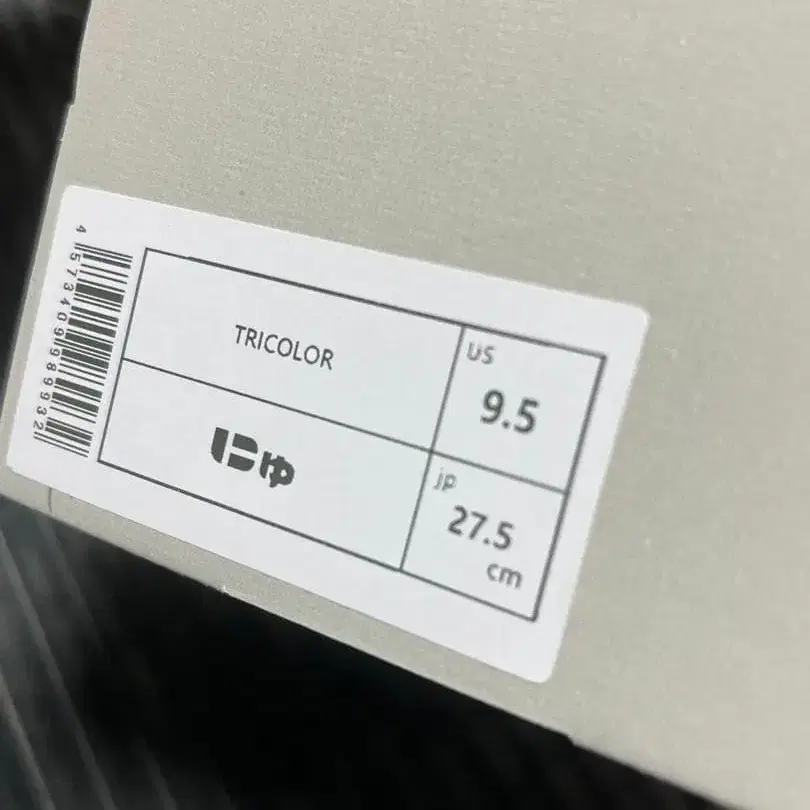 4573409989932
TRICOLOR
にゅ
US
9.5
jp
27.5
cm